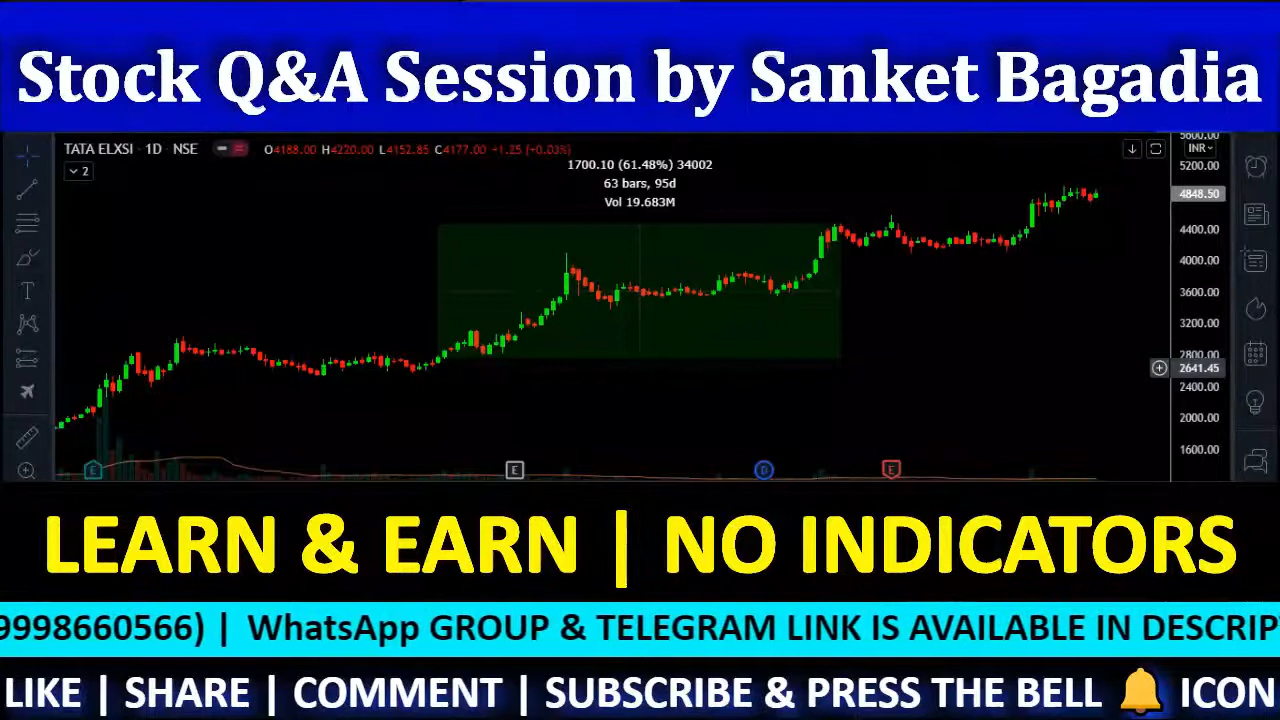 Stock Q&A Session by Sanket Bagadia
TATA ELXSI · 1D · NSE O4188.00 H4220.00 L4152.85 C4177.00 +1.25 (+0.03%)
INR
2
1700.10 (61.48%) 34002
63 bars, 95d
Vol 19.683M
5600.00
5200.00
4848.50
4400.00
4000.00
3600.00
3200.00
2800.00
2641.45
2400.00
2000.00
1600.00
T
E E D E
LEARN & EARN | NO INDICATORS
9998660566) | WhatsApp GROUP & TELEGRAM LINK IS AVAILABLE IN DESCRIP
LIKE | SHARE | COMMENT | SUBSCRIBE & PRESS THE BELL 🔔 ICON